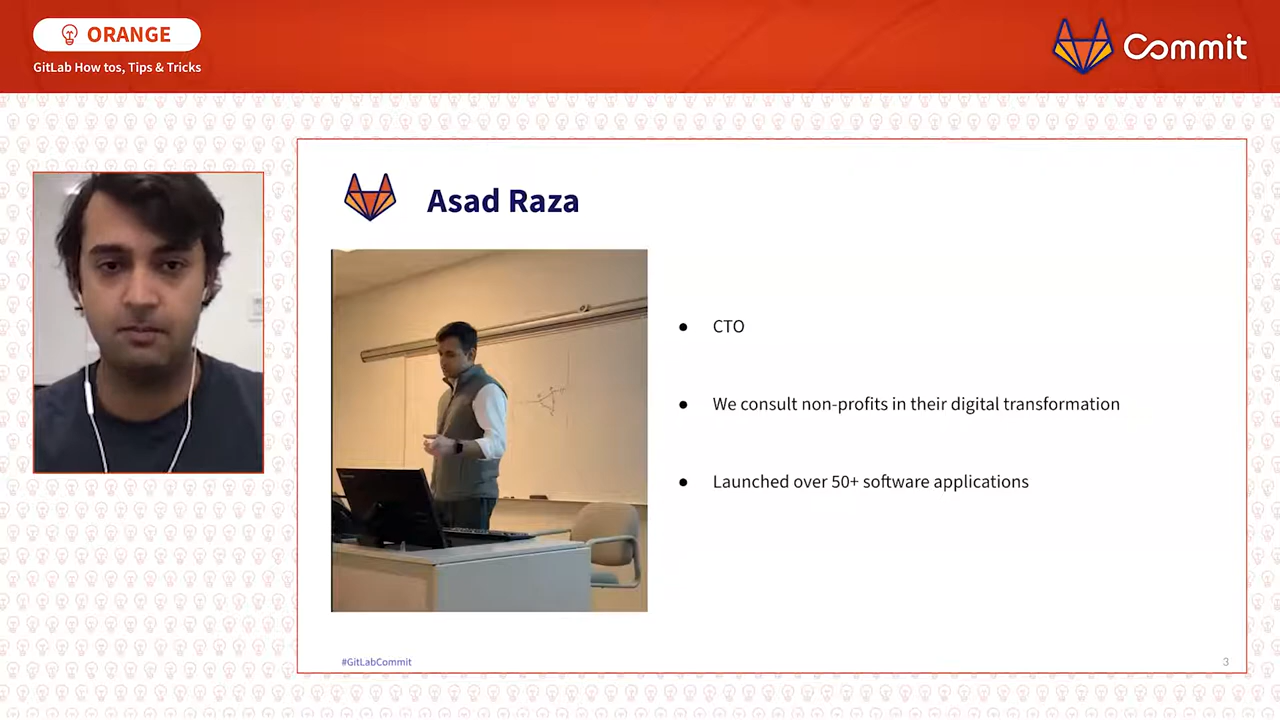 ORANGE
GitLab How tos, Tips & Tricks
Commit
Asad Raza
● CTO
● We consult non-profits in their digital transformation
● Launched over 50+ software applications
#GitLabCommit
3